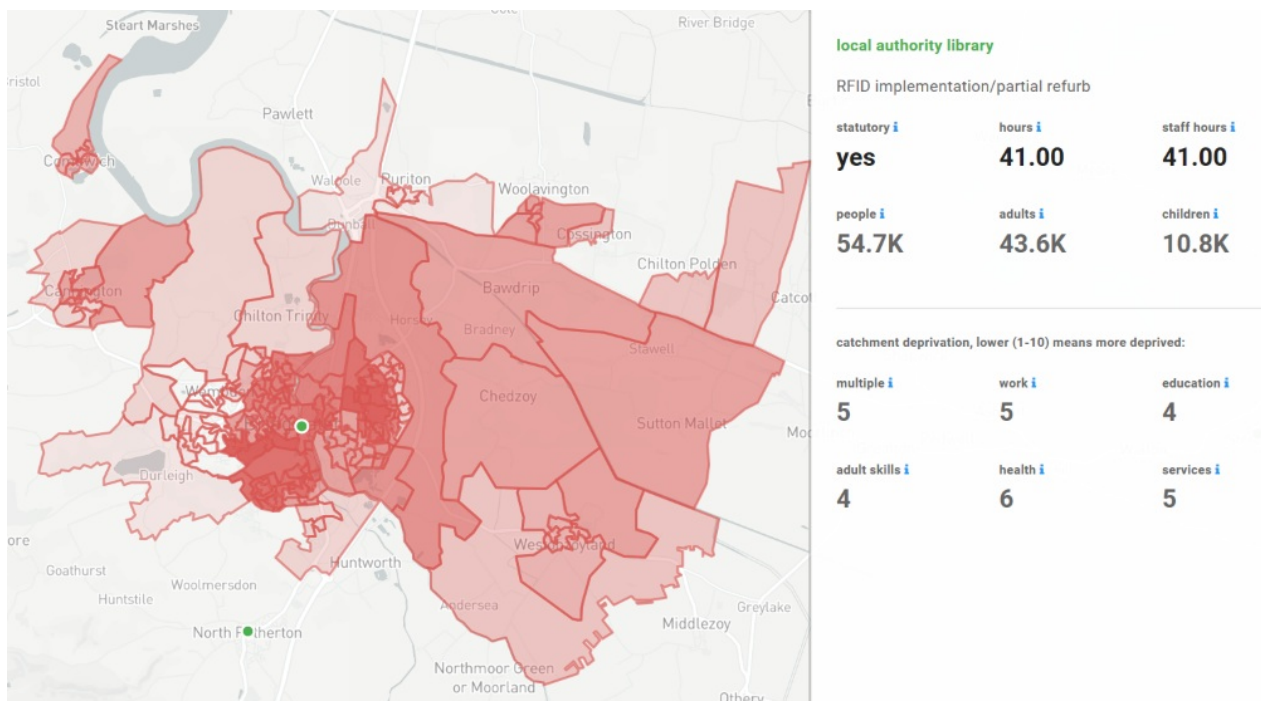 Steart Marshes
River Bridge
Pawlett
Walpole
Puriton
Woolavington
Dunball
Cossington
Chilton Polden
Bawdrip
Chilton Trinity
Horsey
Bradney
Stawell
Chedzoy
Sutton Mallet
Durleigh
Huntworth
Goathurst
Woolmersdon
Huntstile
Andersea
Greylake
Middlezoy
North Petherton
Northmoor Green
or Moorland
Othery
local authority library
RFID implementation/partial refurb
statutory i hours i staff hours i
yes 41.00 41.00
people i adults i children i
54.7K 43.6K 10.8K
catchment deprivation, lower (1-10) means more deprived:
multiple i work i education i
5 5 4
adult skills i health i services i
4 6 5